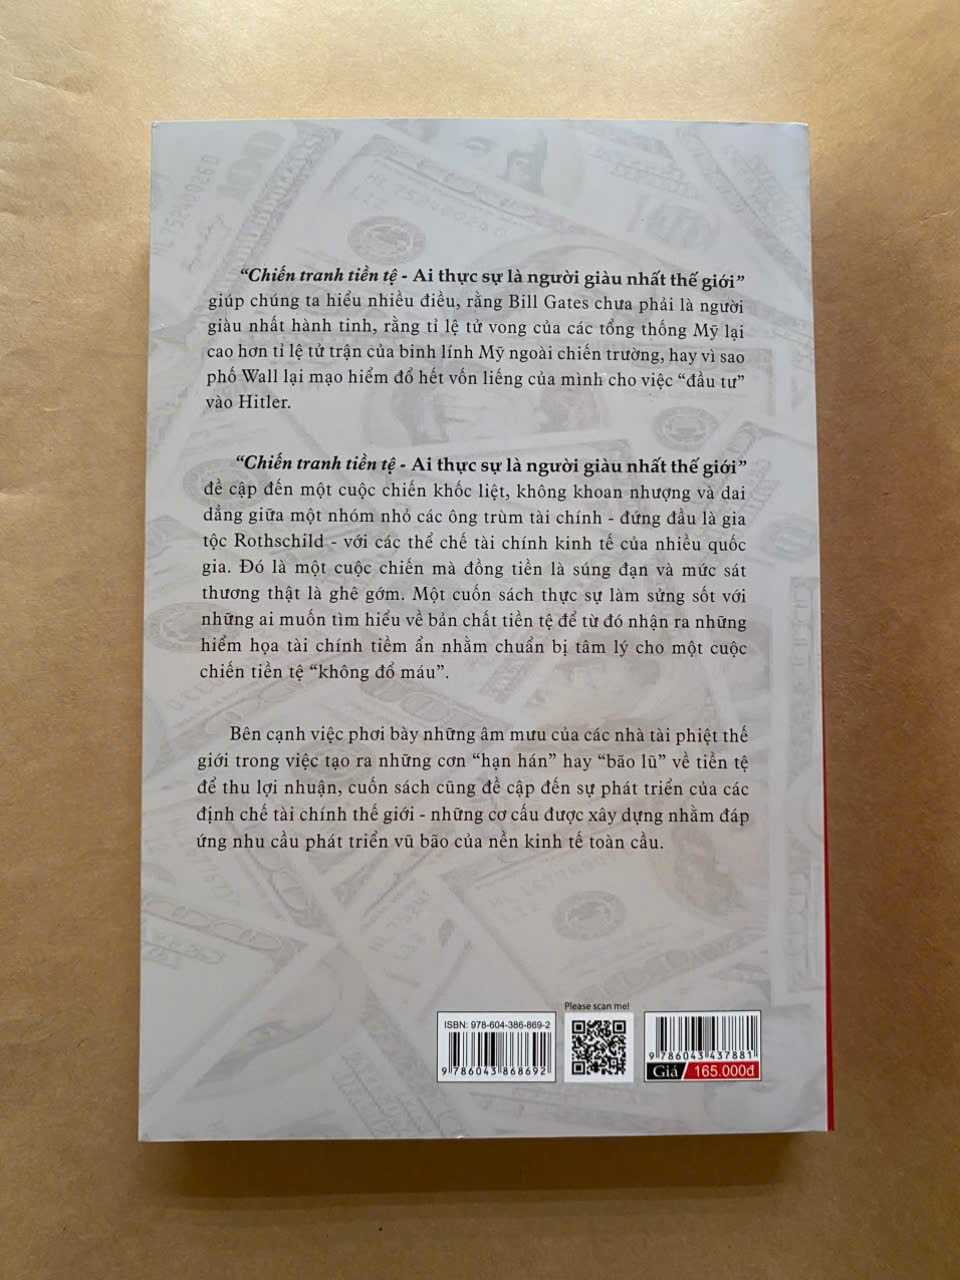 “Chiến tranh tiền tệ - Ai thực sự là người giàu nhất thế giới”
giúp chúng ta hiểu nhiều điều, rằng Bill Gates chưa phải là người
giàu nhất hành tinh, rằng tỉ lệ tử vong của các tổng thống Mỹ lại
cao hơn tỉ lệ tử trận của binh lính Mỹ ngoài chiến trường, hay vì sao
phố Wall lại mạo hiểm đổ hết vốn liếng của mình cho việc “đầu tư”
vào Hitler.
“Chiến tranh tiền tệ - Ai thực sự là người giàu nhất thế giới”
đề cập đến một cuộc chiến khốc liệt, không khoan nhượng và dai
dẳng giữa một nhóm nhỏ các ông trùm tài chính - đứng đầu là gia
tộc Rothschild - với các thể chế tài chính kinh tế của nhiều quốc
gia. Đó là một cuộc chiến mà đồng tiền là súng đạn và mức sát
thương thật là ghê gớm. Một cuốn sách thực sự làm sửng sốt với
những ai muốn tìm hiểu về bản chất tiền tệ để từ đó nhận ra những
hiểm họa tài chính tiềm ẩn nhằm chuẩn bị tâm lý cho một cuộc
chiến tiền tệ “không đổ máu”.
Bên cạnh việc phơi bày những âm mưu của các nhà tài phiệt thế
giới trong việc tạo ra những cơn “hạn hán” hay “bão lũ” về tiền tệ
để thu lợi nhuận, cuốn sách cũng đề cập đến sự phát triển của các
định chế tài chính thế giới - những cơ cấu được xây dựng nhằm đáp
ứng nhu cầu phát triển vũ bão của nền kinh tế toàn cầu.
Please scan me!
ISBN: 978-604-386-869-2
9 786043 868692
9 786043 437881
Giá 165.000đ